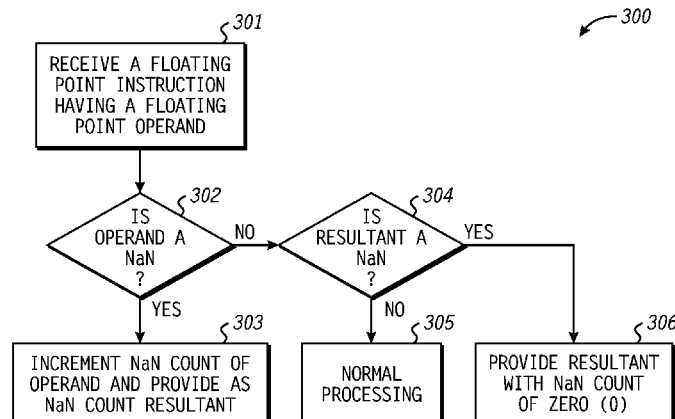 301
300
RECEIVE A FLOATING
POINT INSTRUCTION
HAVING A FLOATING
POINT OPERAND
302
IS
OPERAND A
NaN
?
NO
YES
304
IS
RESULTANT A
NaN
?
YES
NO
303
INCREMENT NaN COUNT OF
OPERAND AND PROVIDE AS
NaN COUNT RESULTANT
305
NORMAL
PROCESSING
306
PROVIDE RESULTANT
WITH NaN COUNT
OF ZERO (0)